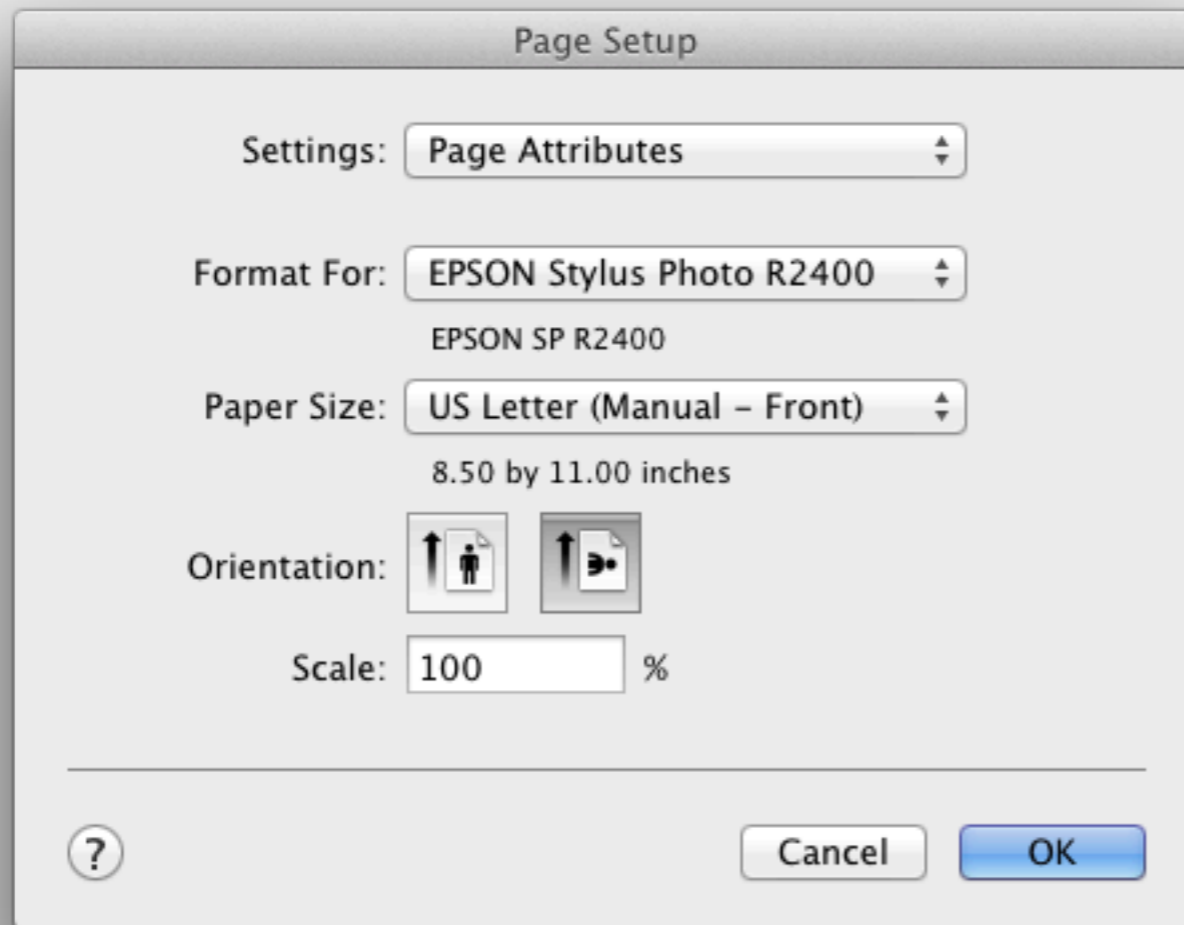 Page Setup
Settings: Page Attributes
Format For: EPSON Stylus Photo R2400
EPSON SP R2400
Paper Size: US Letter (Manual – Front)
8.50 by 11.00 inches
Orientation:
Scale: 100 %
? Cancel OK